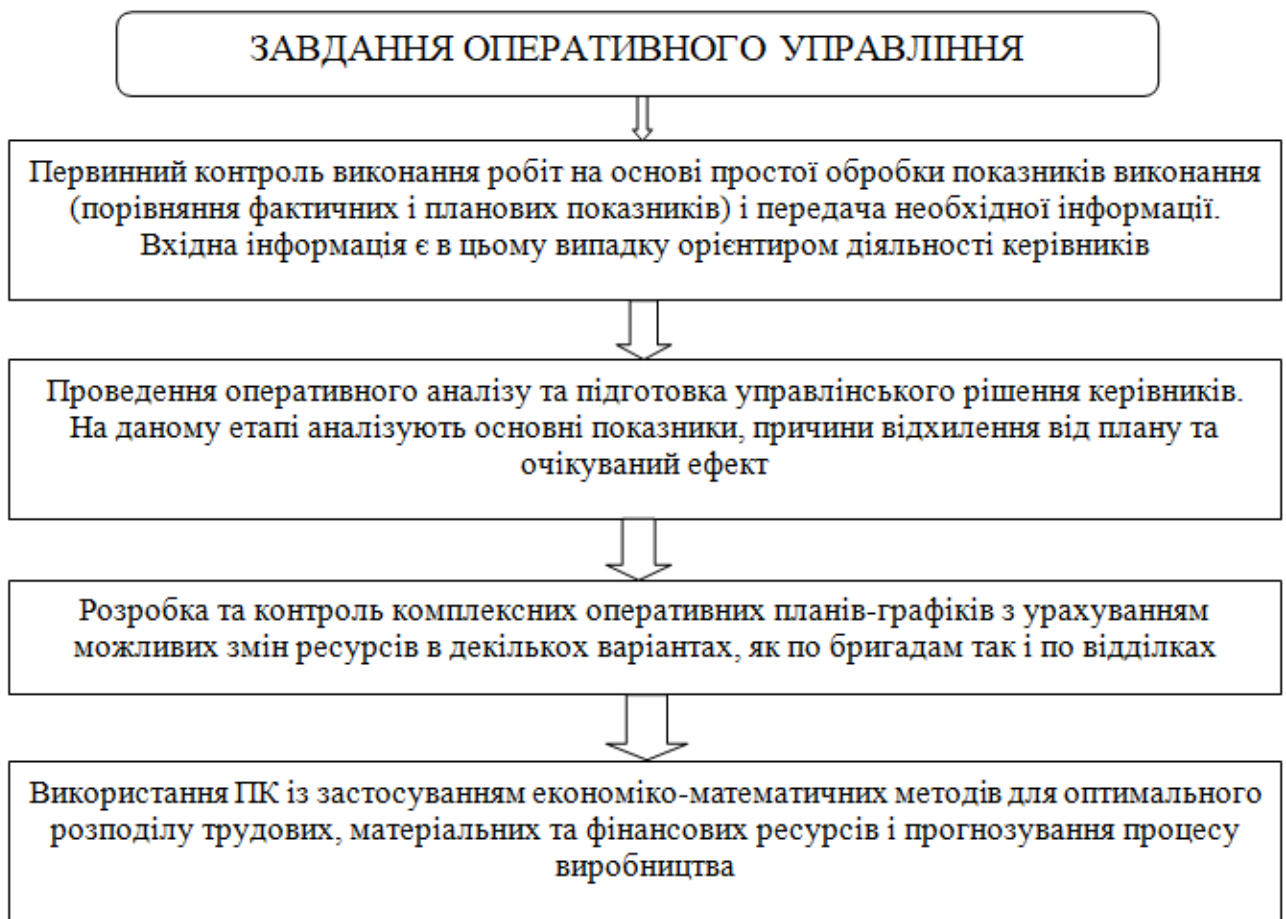 ЗАВДАННЯ ОПЕРАТИВНОГО УПРАВЛІННЯ
Первинний контроль виконання робіт на основі простої обробки показників виконання
(порівняння фактичних і планових показників) і передача необхідної інформації.
Вхідна інформація є в цьому випадку орієнтиром діяльності керівників
Проведення оперативного аналізу та підготовка управлінського рішення керівників.
На даному етапі аналізують основні показники, причини відхилення від плану та
очікуваний ефект
Розробка та контроль комплексних оперативних планів-графіків з урахуванням
можливих змін ресурсів в декількох варіантах, як по бригадам так і по відділках
Використання ПК із застосуванням економіко-математичних методів для оптимального
розподілу трудових, матеріальних та фінансових ресурсів і прогнозування процесу
виробництва